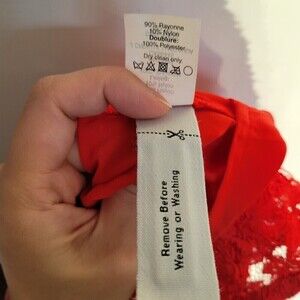 90% Rayonne
10% Nylon
Doublure:
100% Polyester
Dry clean only
Remove Before
Wearing or Washing